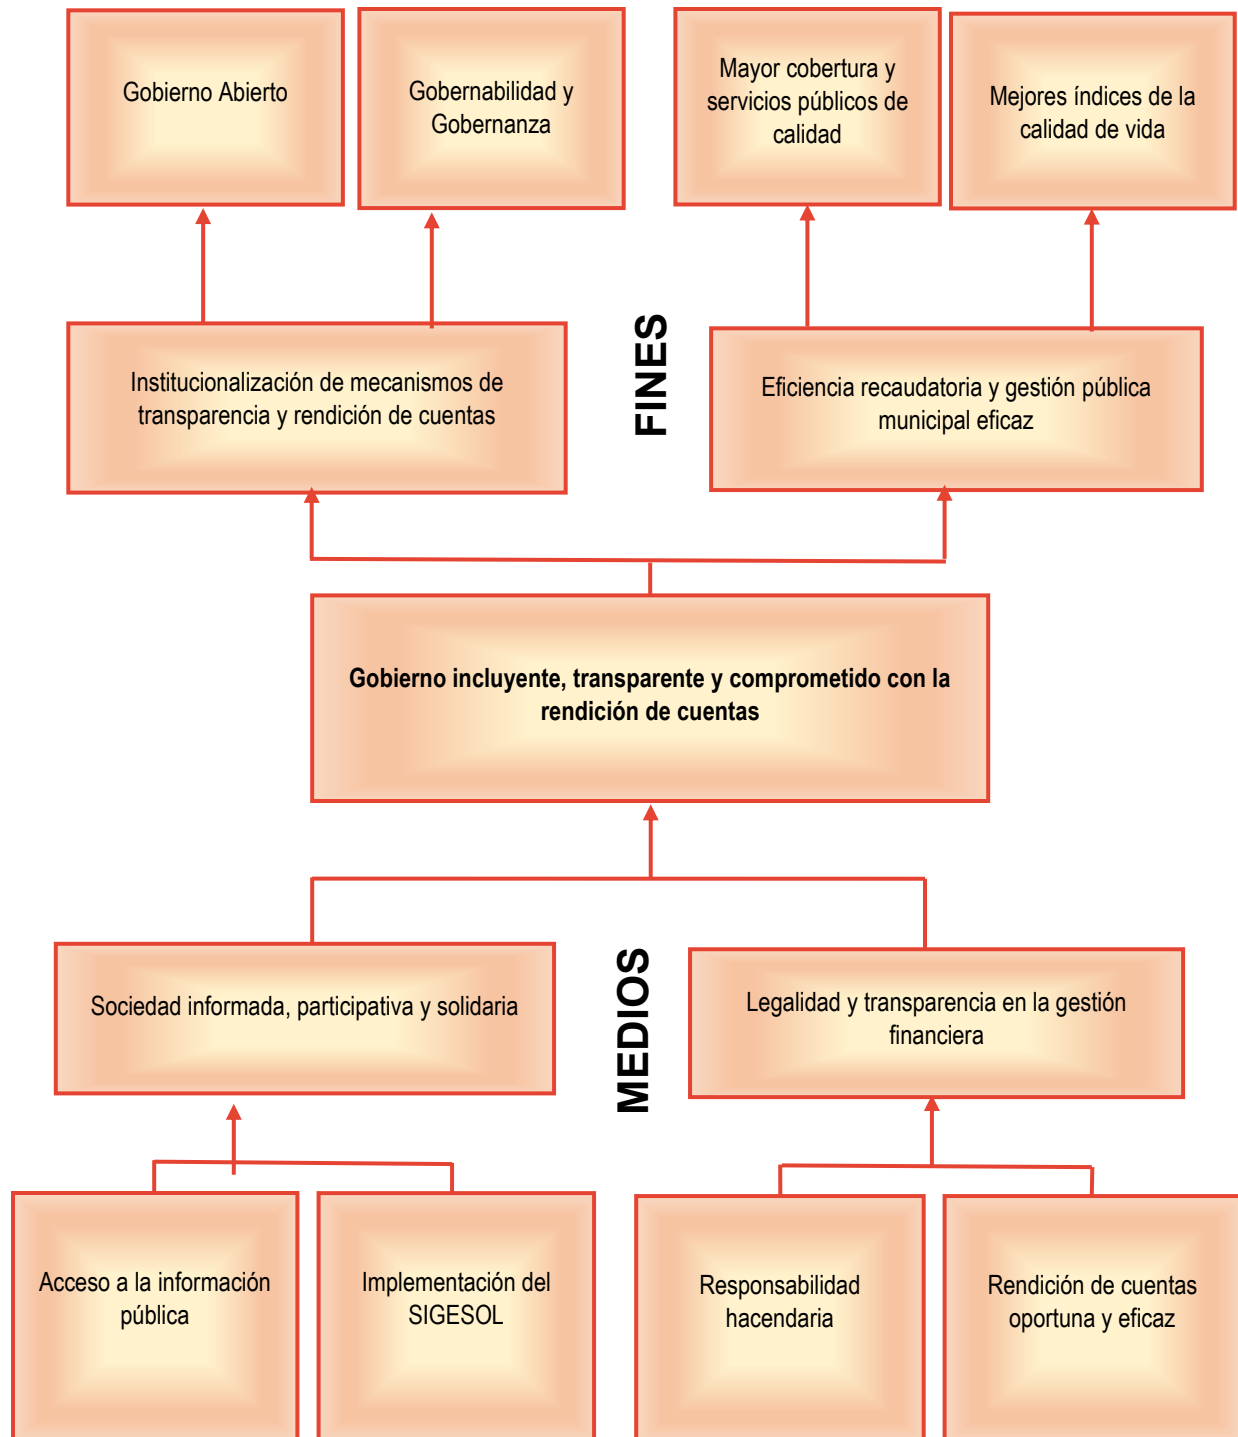 Gobierno Abierto
Gobernabilidad y
Gobernanza
Mayor cobertura y
servicios públicos de
calidad
Mejores índices de la
calidad de vida
FINES
Institucionalización de mecanismos de
transparencia y rendición de cuentas
Eficiencia recaudatoria y gestión pública
municipal eficaz
Gobierno incluyente, transparente y comprometido con la
rendición de cuentas
MEDIOS
Sociedad informada, participativa y solidaria
Legalidad y transparencia en la gestión
financiera
Acceso a la información
pública
Implementación del
SIGESOL
Responsabilidad
hacendaria
Rendición de cuentas
oportuna y eficaz